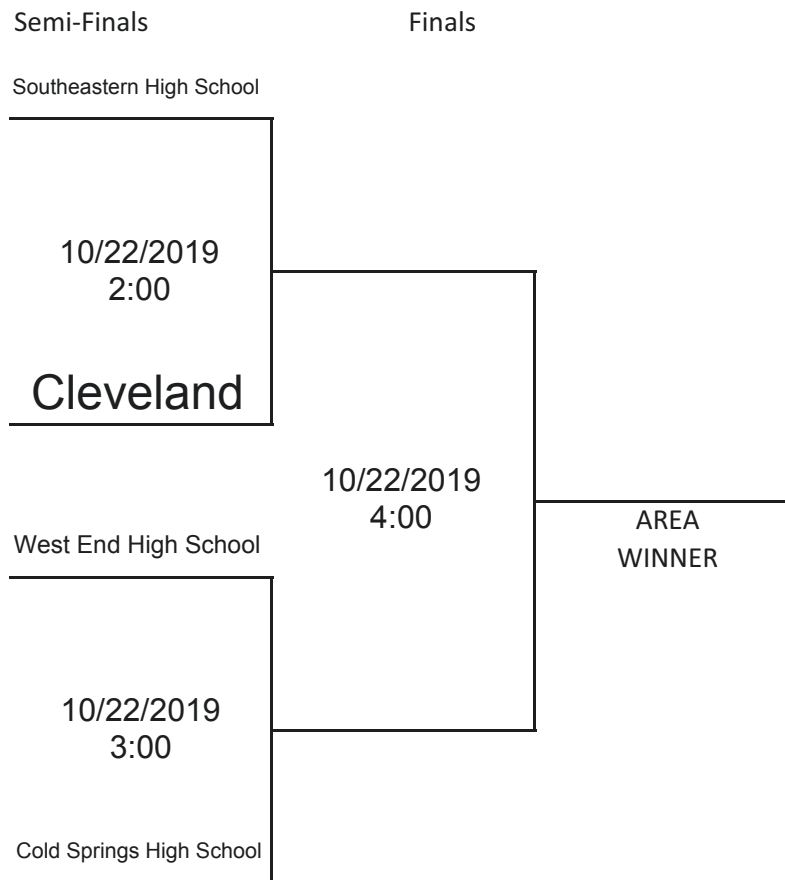 Semi-Finals
Finals
Southeastern High School
10/22/2019
2:00
Cleveland
10/22/2019
4:00
AREA
WINNER
West End High School
10/22/2019
3:00
Cold Springs High School